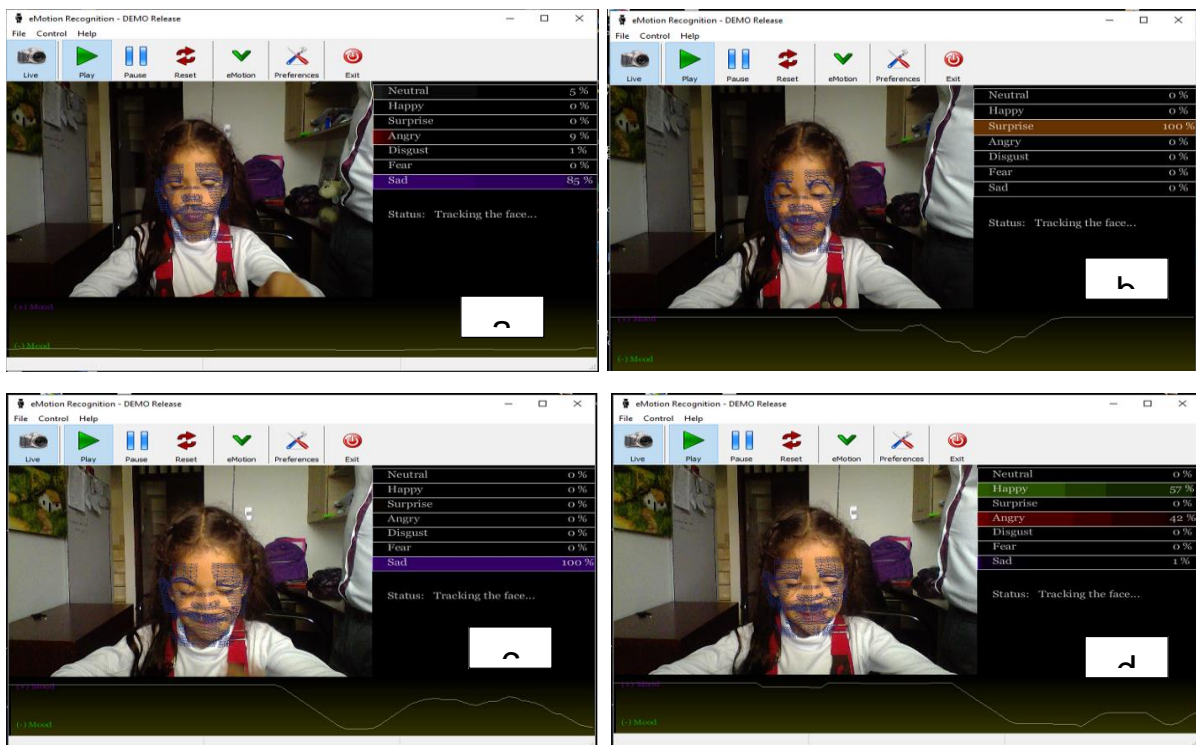 eMotion Recognition - DEMO Release
File Control Help
Live Play Pause Reset eMotion Preferences Exit
Neutral 5 %
Happy 0 %
Surprise 0 %
Angry 9 %
Disgust 1 %
Fear 0 %
Sad 85 %
Status: Tracking the face...
a
(+) Mood
(-) Mood
eMotion Recognition - DEMO Release
File Control Help
Live Play Pause Reset eMotion Preferences Exit
Neutral 0 %
Happy 0 %
Surprise 100 %
Angry 0 %
Disgust 0 %
Fear 0 %
Sad 0 %
Status: Tracking the face...
b
(+) Mood
(-) Mood
eMotion Recognition - DEMO Release
File Control Help
Live Play Pause Reset eMotion Preferences Exit
Neutral 0 %
Happy 0 %
Surprise 0 %
Angry 0 %
Disgust 0 %
Fear 0 %
Sad 100 %
Status: Tracking the face...
c
(+) Mood
(-) Mood
eMotion Recognition - DEMO Release
File Control Help
Live Play Pause Reset eMotion Preferences Exit
Neutral 0 %
Happy 57 %
Surprise 0 %
Angry 42 %
Disgust 0 %
Fear 0 %
Sad 1 %
Status: Tracking the face...
d
(+) Mood
(-) Mood